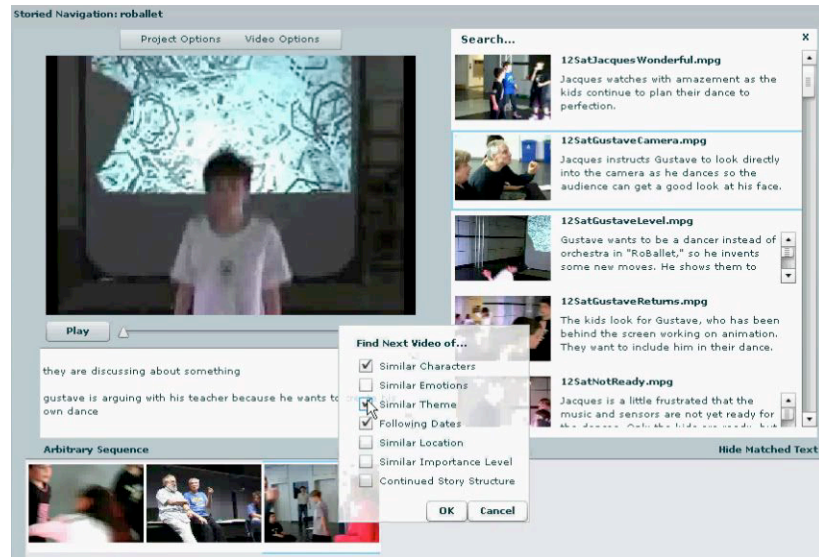 Storied Navigation: roballet
Project Options Video Options
Search... x
12SatJacquesWonderful.mpg
Jacques watches with amazement as the
kids continue to plan their dance to
perfection.
12SatGustaveCamera.mpg
Jacques instructs Gustave to look directly
into the camera as he dances so the
audience can get a good look at his face.
12SatGustaveLevel.mpg
Gustave wants to be a dancer instead of
orchestra in "RoBallet," so he invents
some new moves. He shows them to
12SatGustaveReturns.mpg
The kids look for Gustave, who has been
behind the screen working on animation.
They want to include him in their dance.
12SatNotReady.mpg
Jacques is a little frustrated that the
music and sensors are not yet ready for
Play
they are discussing about something
gustave is arguing with his teacher because he wants to
own dance
Find Next Video of...
Similar Characters
Similar Emotions
Similar Theme
Following Dates
Similar Location
Similar Importance Level
Continued Story Structure
OK Cancel
Arbitrary Sequence
Hide Matched Text